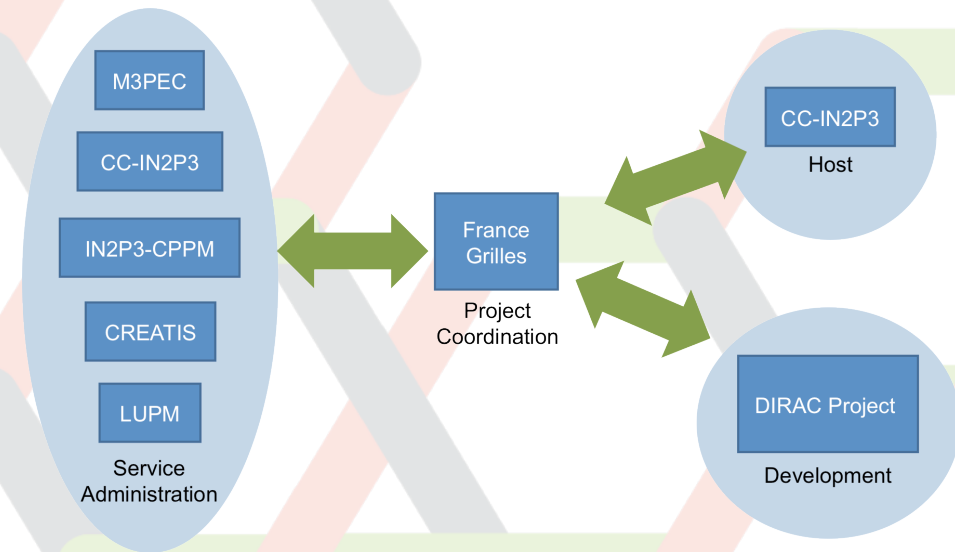 M3PEC
CC-IN2P3
IN2P3-CPPM
CREATIS
LUPM
Service
Administration
France
Grilles
Project
Coordination
CC-IN2P3
Host
DIRAC Project
Development